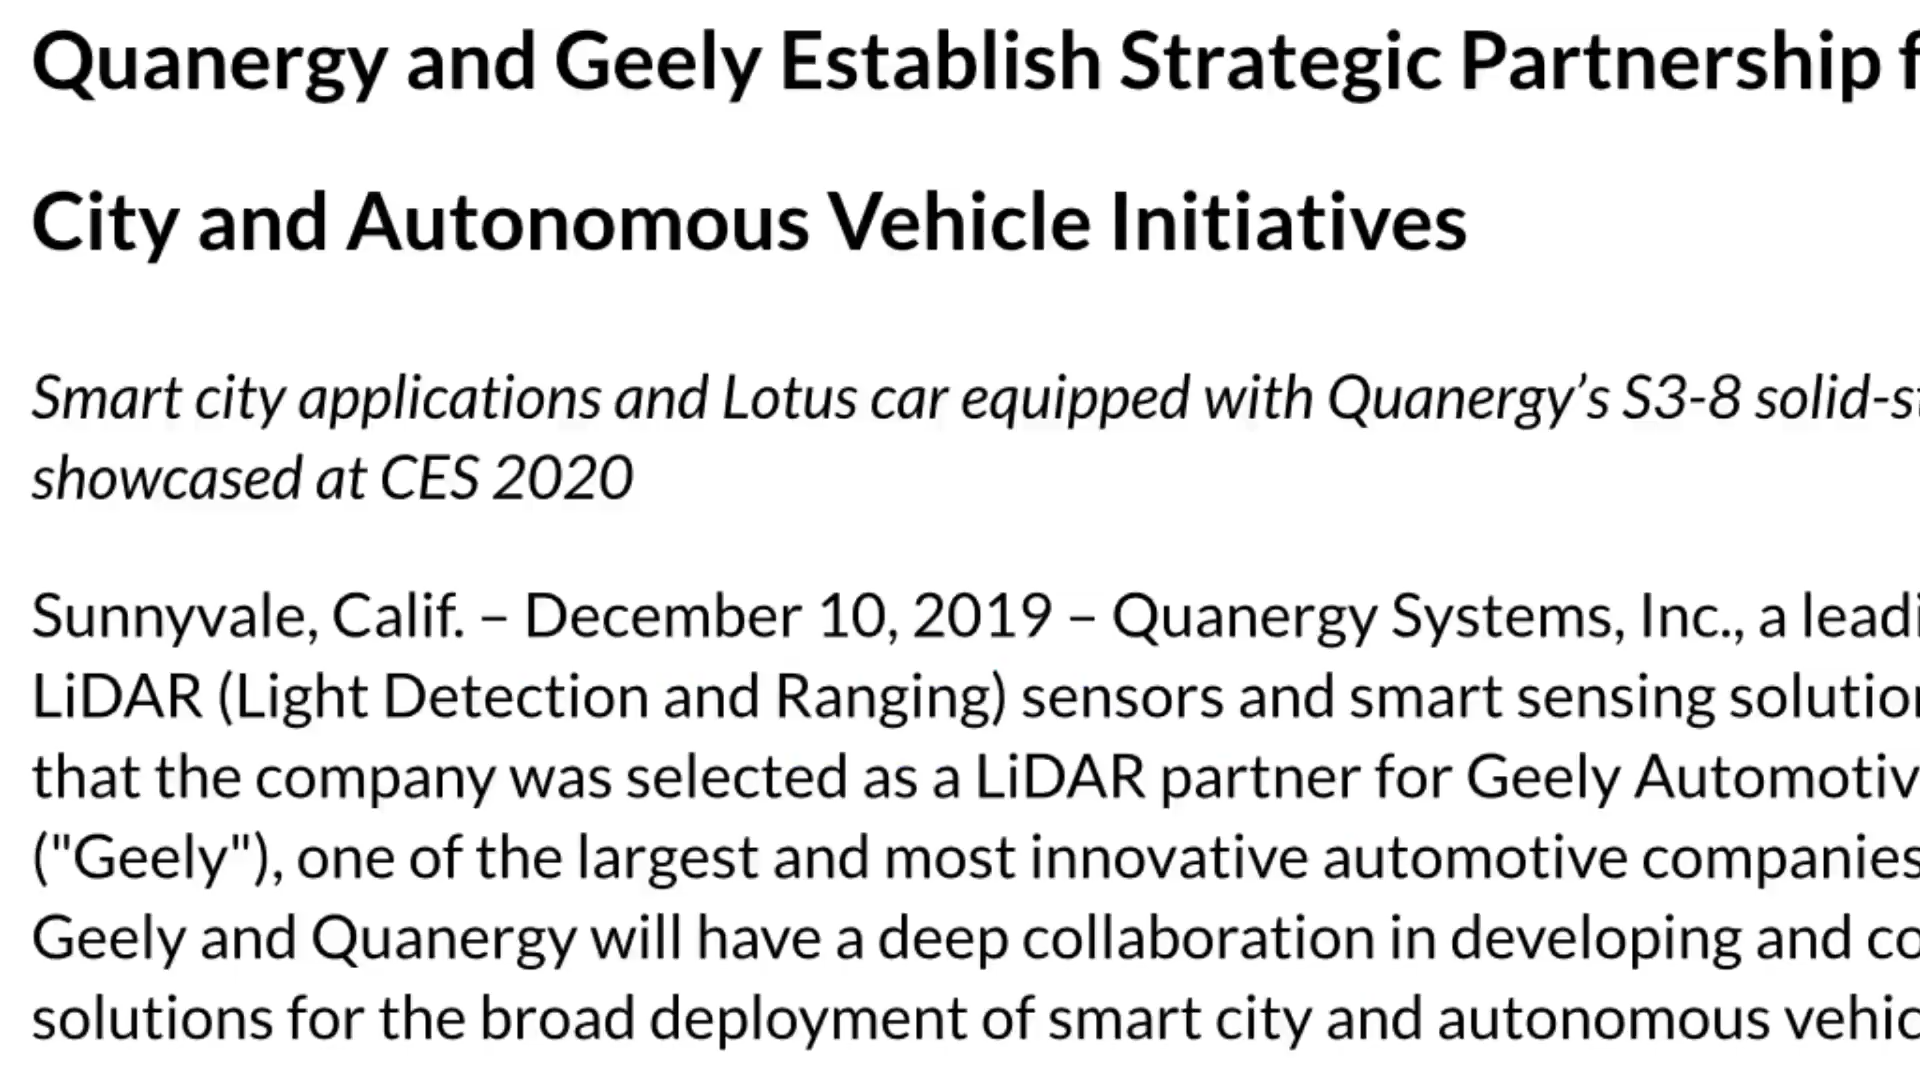 Quanergy and Geely Establish Strategic Partnership
City and Autonomous Vehicle Initiatives
Smart city applications and Lotus car equipped with Quanergy’s S3-8
showcased at CES 2020
Sunnyvale, Calif. – December 10, 2019 – Quanergy Systems, Inc., a
LiDAR (Light Detection and Ranging) sensors and smart sensing
that the company was selected as a LiDAR partner for Geely
("Geely"), one of the largest and most innovative automotive companies
Geely and Quanergy will have a deep collaboration in developing and
solutions for the broad deployment of smart city and autonomous